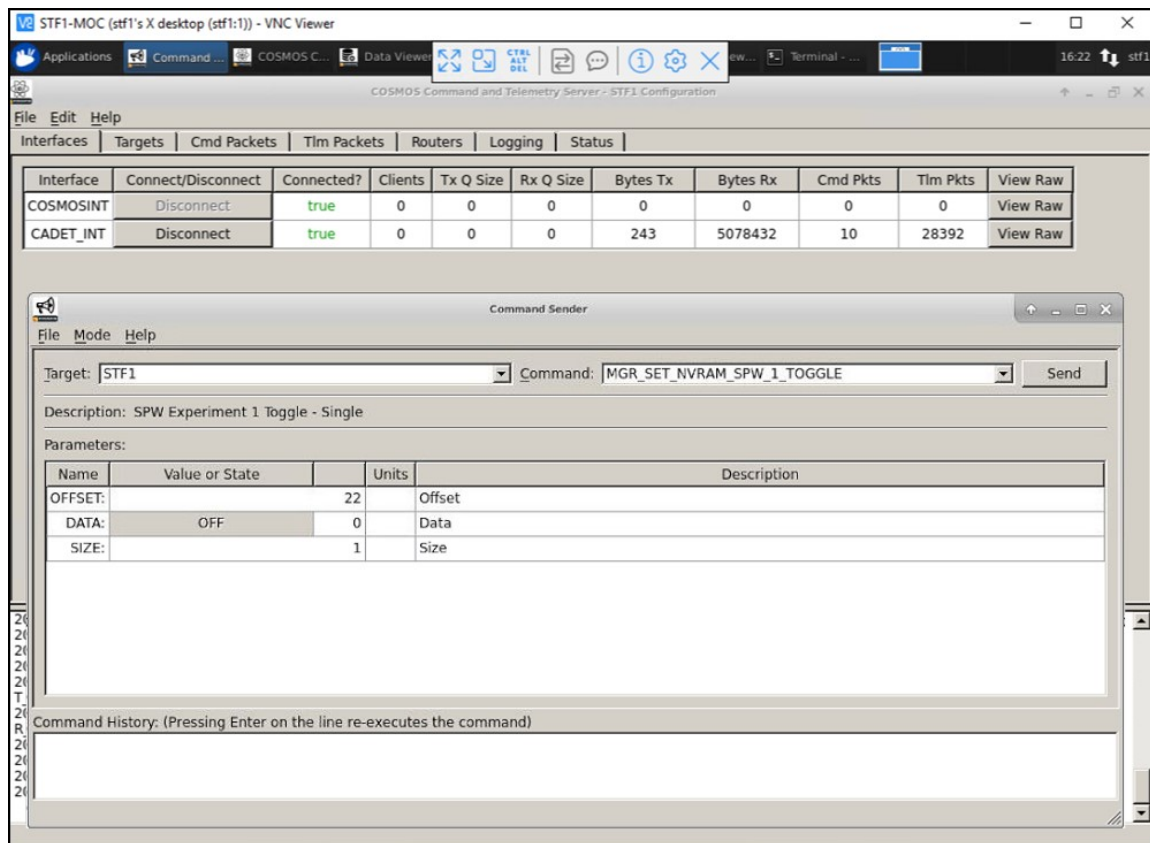 STF1-MOC (stf1's X desktop (stf1:1)) - VNC Viewer
Applications Command ... COSMOS C... Data Viewer CTRL ALT DEL ew... Terminal - ... 16:22 stf1
COSMOS Command and Telemetry Server - STF1 Configuration
File Edit Help
Interfaces Targets Cmd Packets Tlm Packets Routers Logging Status
Interface Connect/Disconnect Connected? Clients Tx Q Size Rx Q Size Bytes Tx Bytes Rx Cmd Pkts Tlm Pkts View Raw
COSMOSINT Disconnect true 0 0 0 0 0 0 0 View Raw
CADET_INT Disconnect true 0 0 0 243 5078432 10 28392 View Raw
Command Sender
File Mode Help
Target: STF1 Command: MGR_SET_NVRAM_SPW_1_TOGGLE Send
Description: SPW Experiment 1 Toggle - Single
Parameters:
Name Value or State Units Description
OFFSET: 22 Offset
DATA: OFF 0 Data
SIZE: 1 Size
Command History: (Pressing Enter on the line re-executes the command)